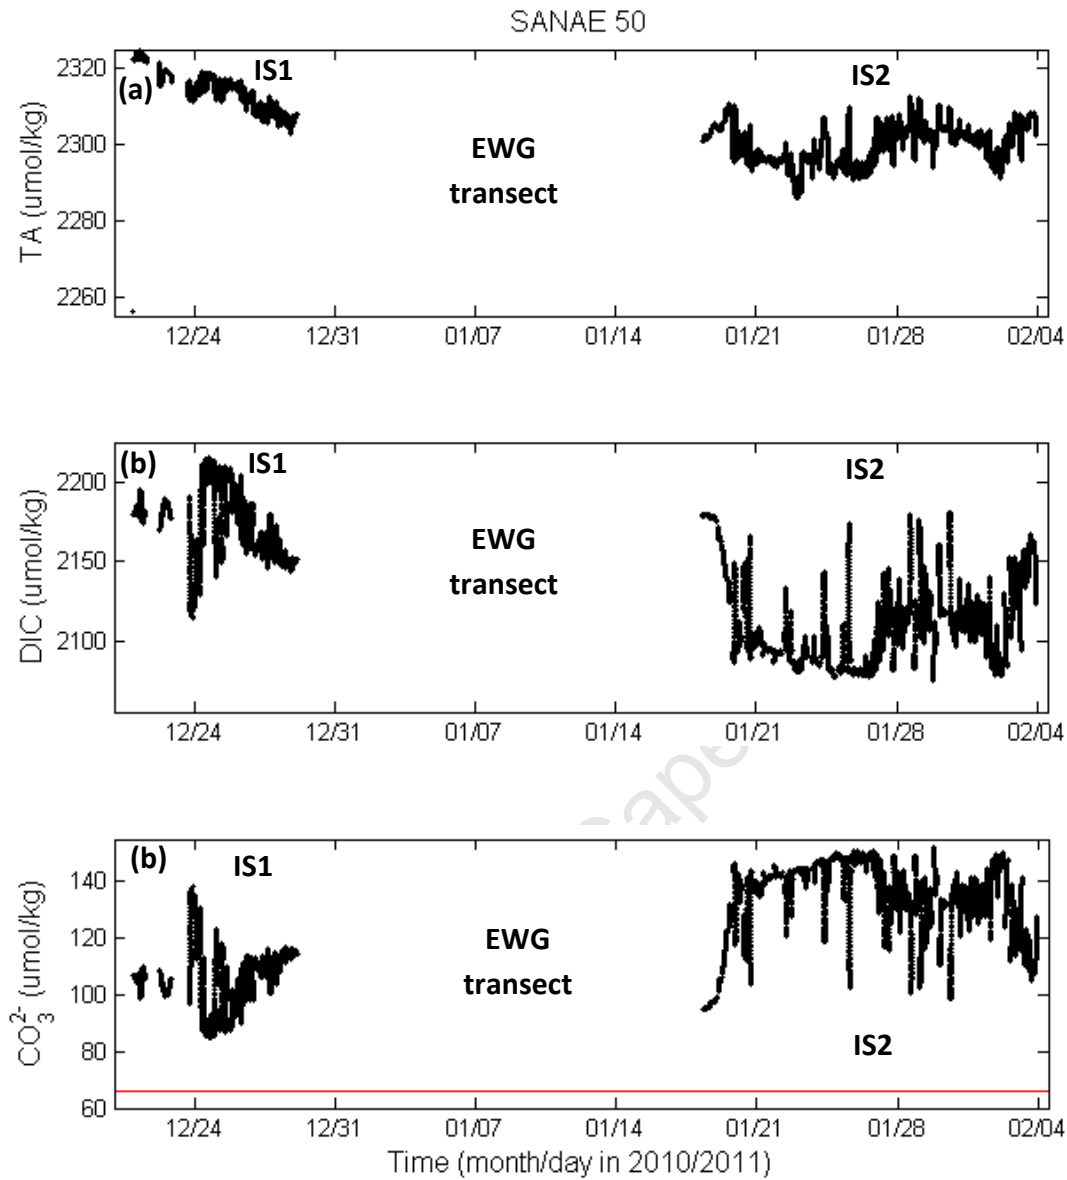 SANAE 50
2320
2300
2280
2260
TA (umol/kg)
(a)
IS1
EWG
transect
IS2
12/24 12/31 01/07 01/14 01/21 01/28 02/04
2200
2150
2100
DIC (umol/kg)
(b)
IS1
EWG
transect
IS2
12/24 12/31 01/07 01/14 01/21 01/28 02/04
Cape
140
120
100
80
60
CO₃²⁻ (umol/kg)
(b)
IS1
EWG
transect
IS2
12/24 12/31 01/07 01/14 01/21 01/28 02/04
Time (month/day in 2010/2011)